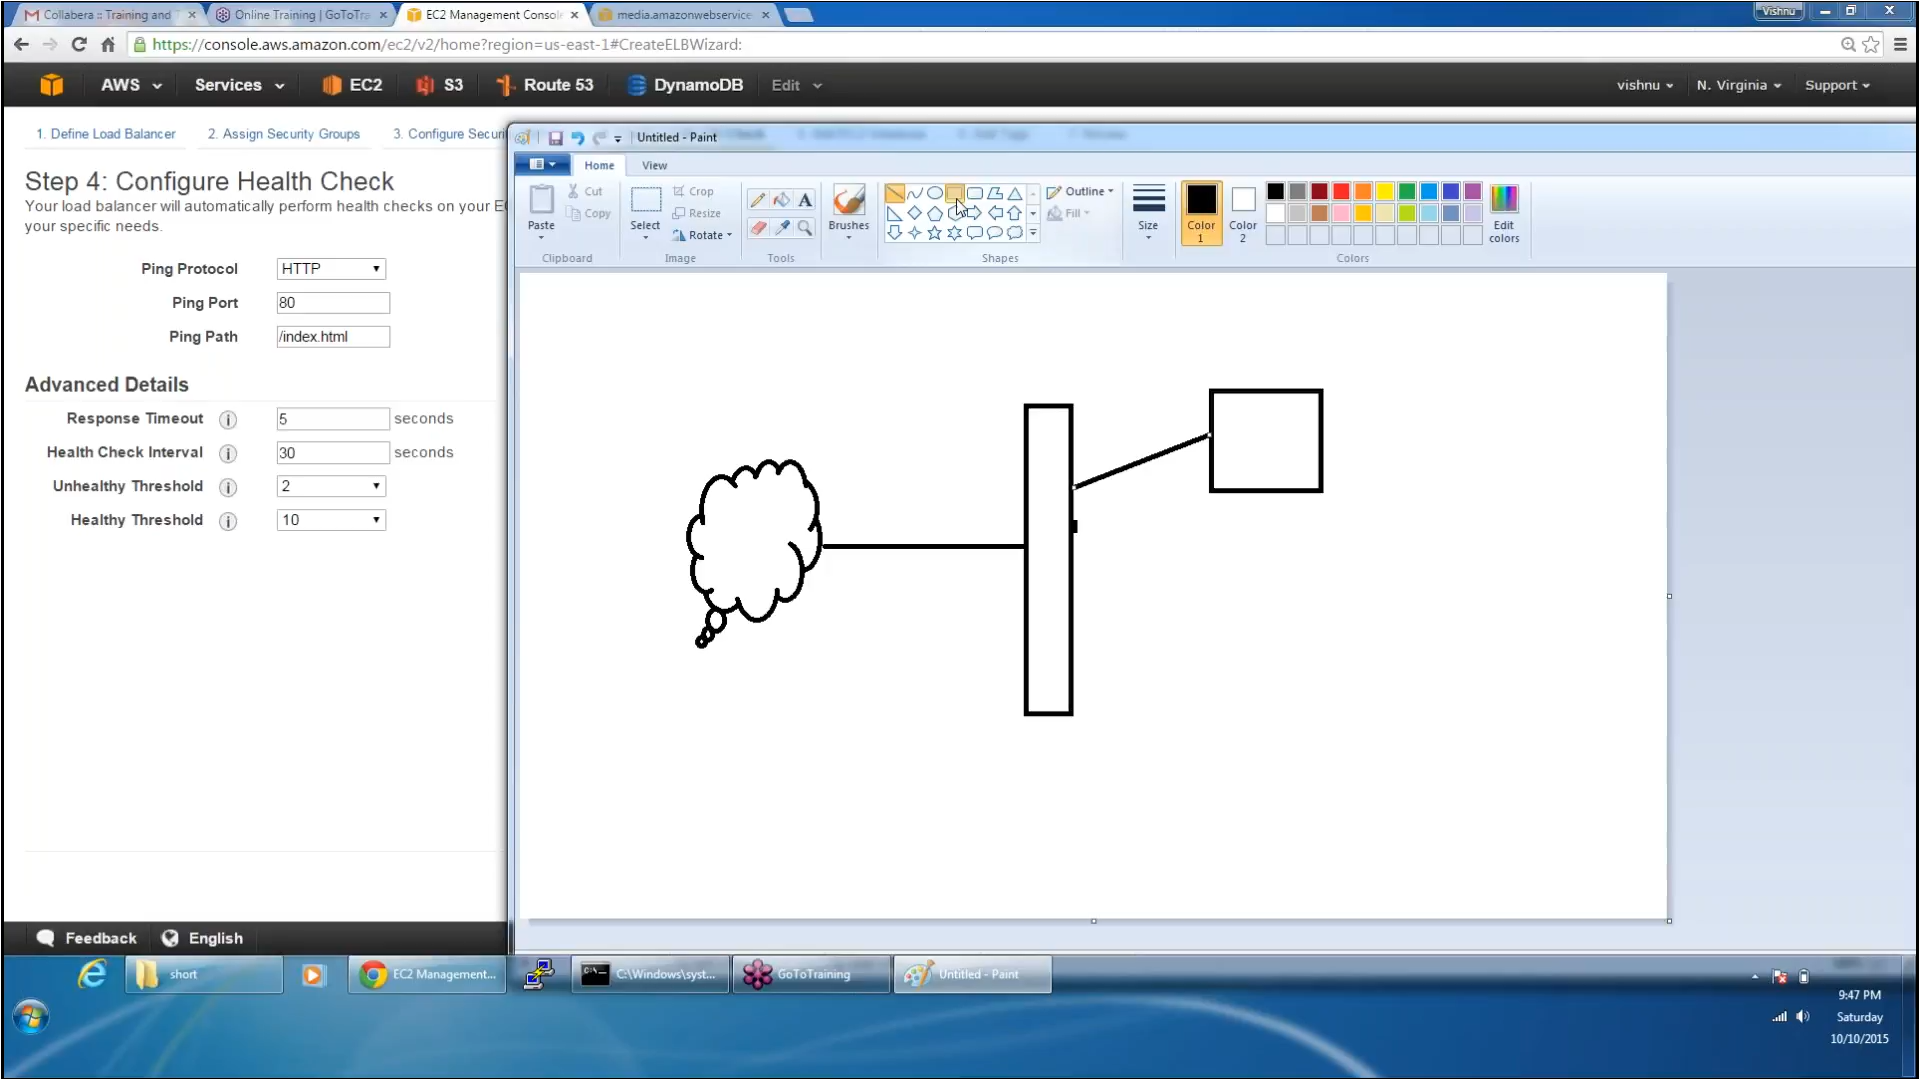 Collabera :: Training and T
Online Training | GoToTra
EC2 Management Console
media.amazonwebservice
Vishnu
https://console.aws.amazon.com/ec2/v2/home?region=us-east-1#CreateELBWizard:
AWS Services EC2 S3 Route 53 DynamoDB Edit
vishnu N. Virginia Support
1. Define Load Balancer 2. Assign Security Groups 3. Configure Securi
Untitled - Paint
Home View
Step 4: Configure Health Check
Your load balancer will automatically perform health checks on your EC
your specific needs.
Ping Protocol HTTP
Ping Port 80
Ping Path /index.html
Advanced Details
Response Timeout 5 seconds
Health Check Interval 30 seconds
Unhealthy Threshold 2
Healthy Threshold 10
Paste Cut Copy
Clipboard
Select Crop Resize Rotate
Image
A
Tools
Brushes
Outline
Fill
Shapes
Size
Color 1
Color 2
Edit colors
Colors
Feedback English
short
EC2 Management...
C:\Windows\syst...
GoToTraining
Untitled - Paint
9:47 PM
Saturday
10/10/2015